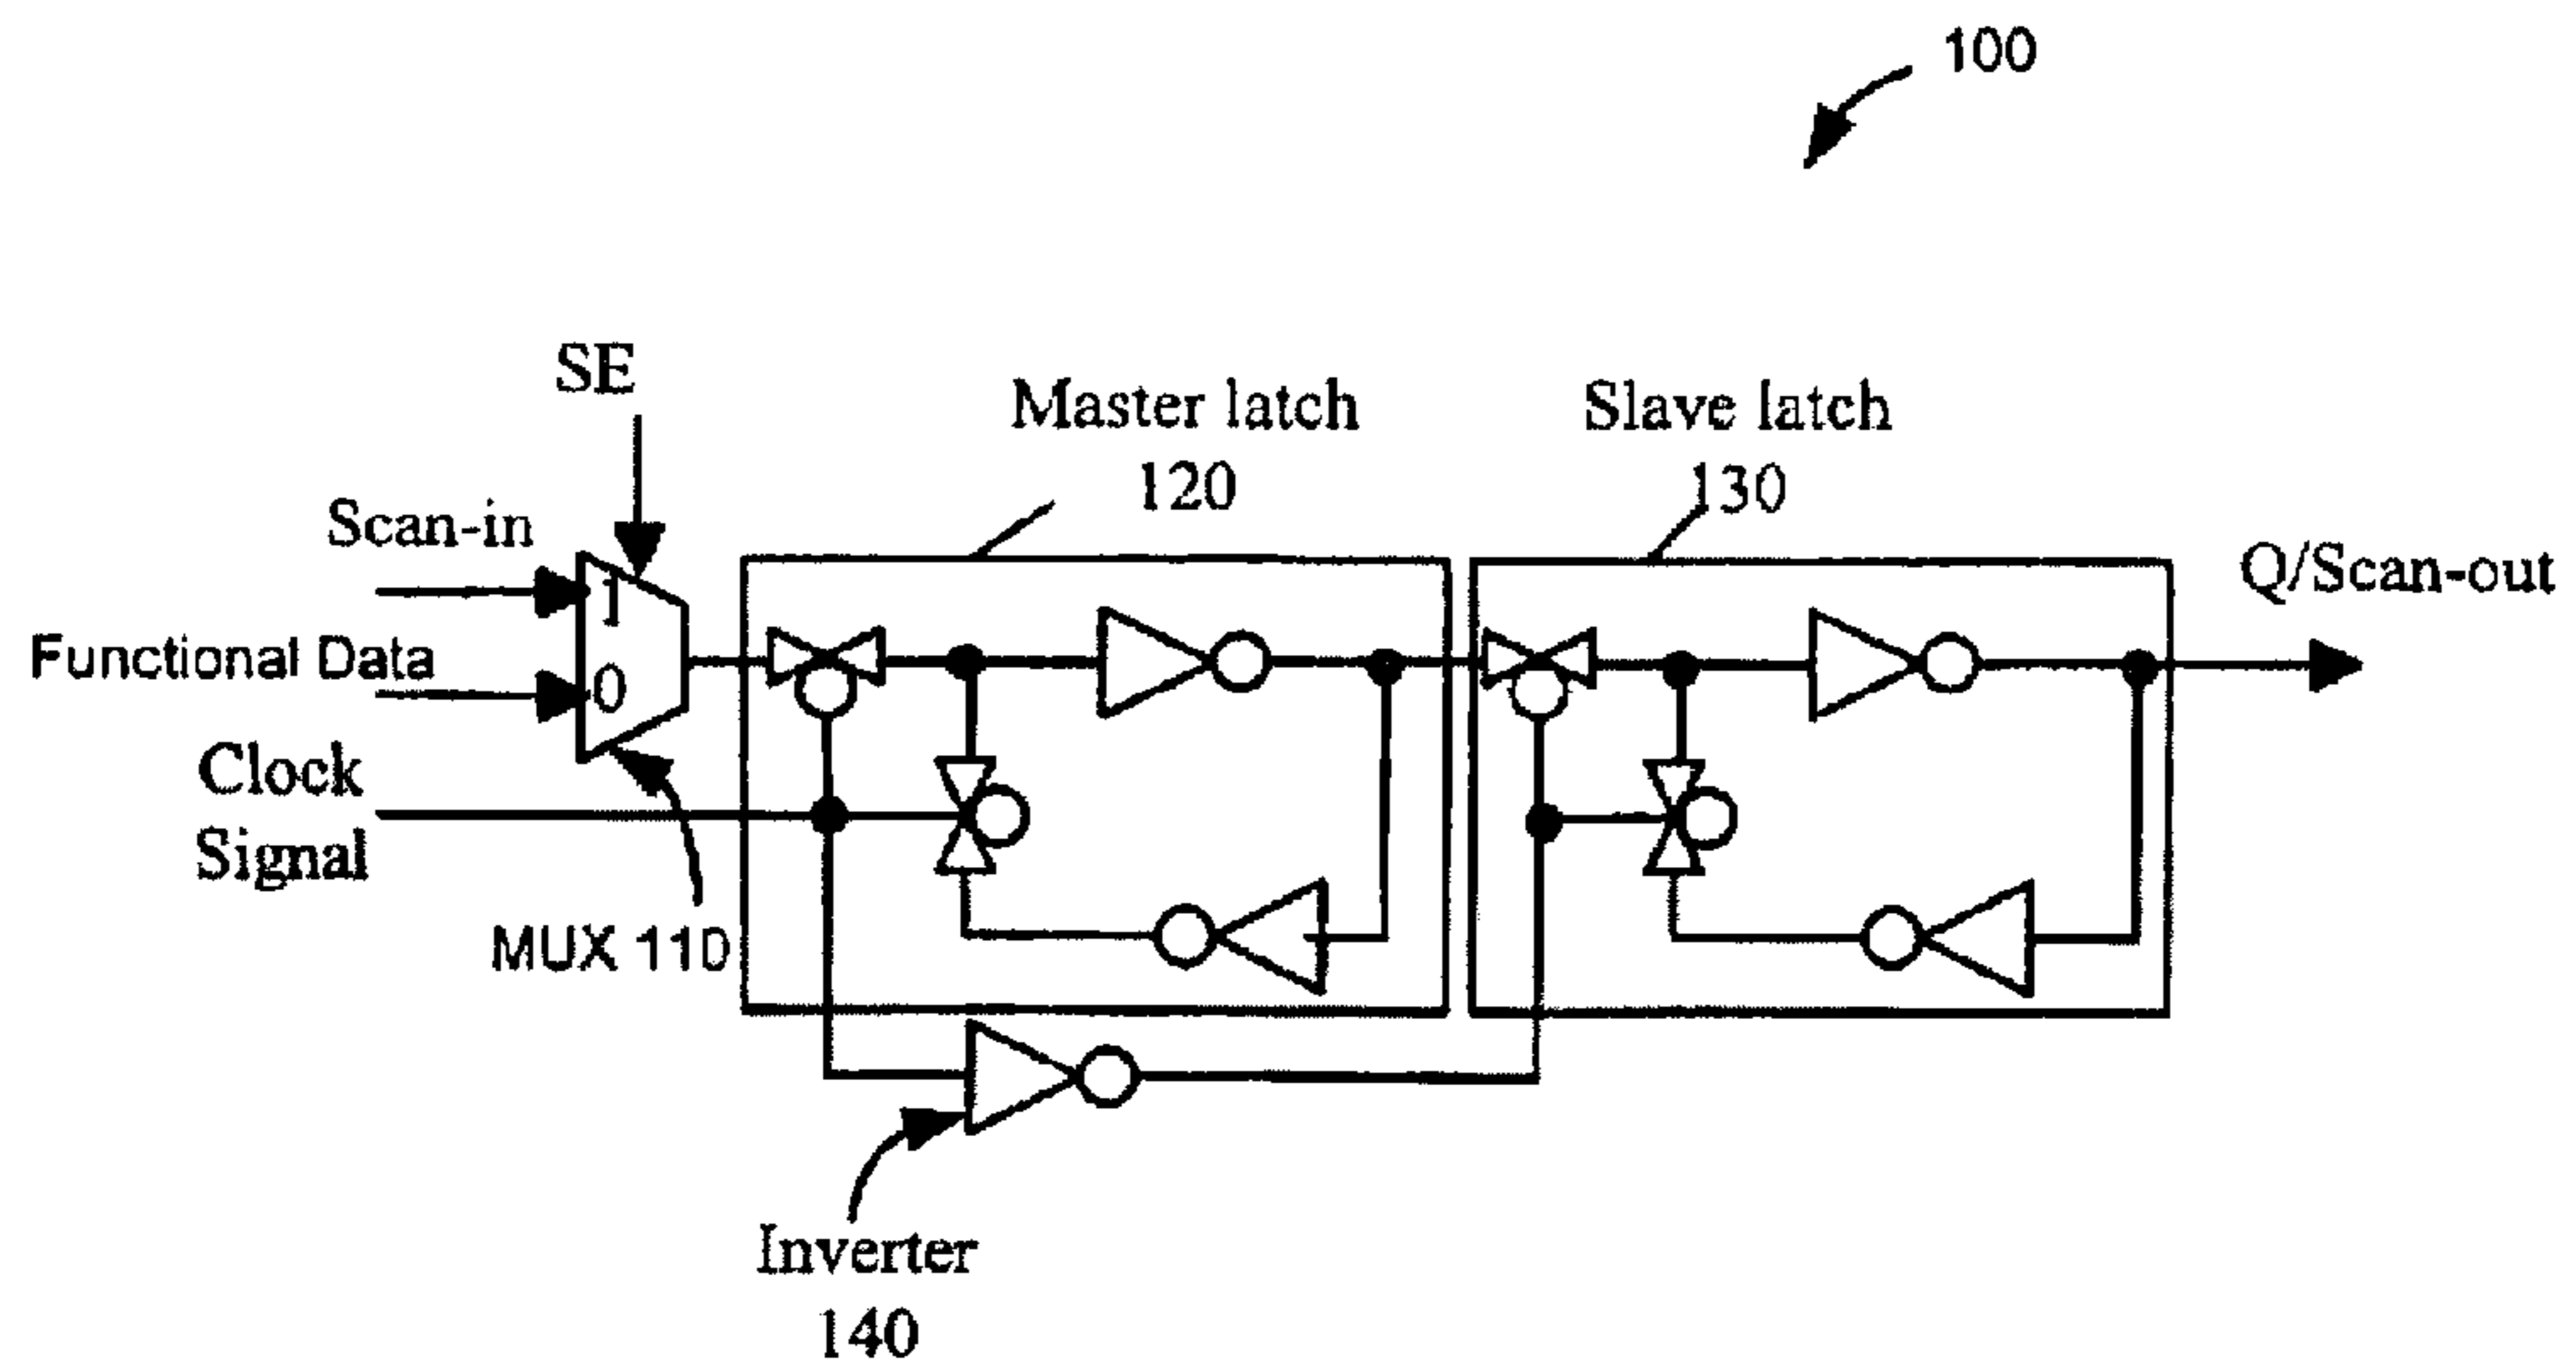 100
SE
Master latch
120
Slave latch
130
Scan-in
Q/Scan-out
1
Functional Data
0
Clock
Signal
MUX 110
Inverter
140